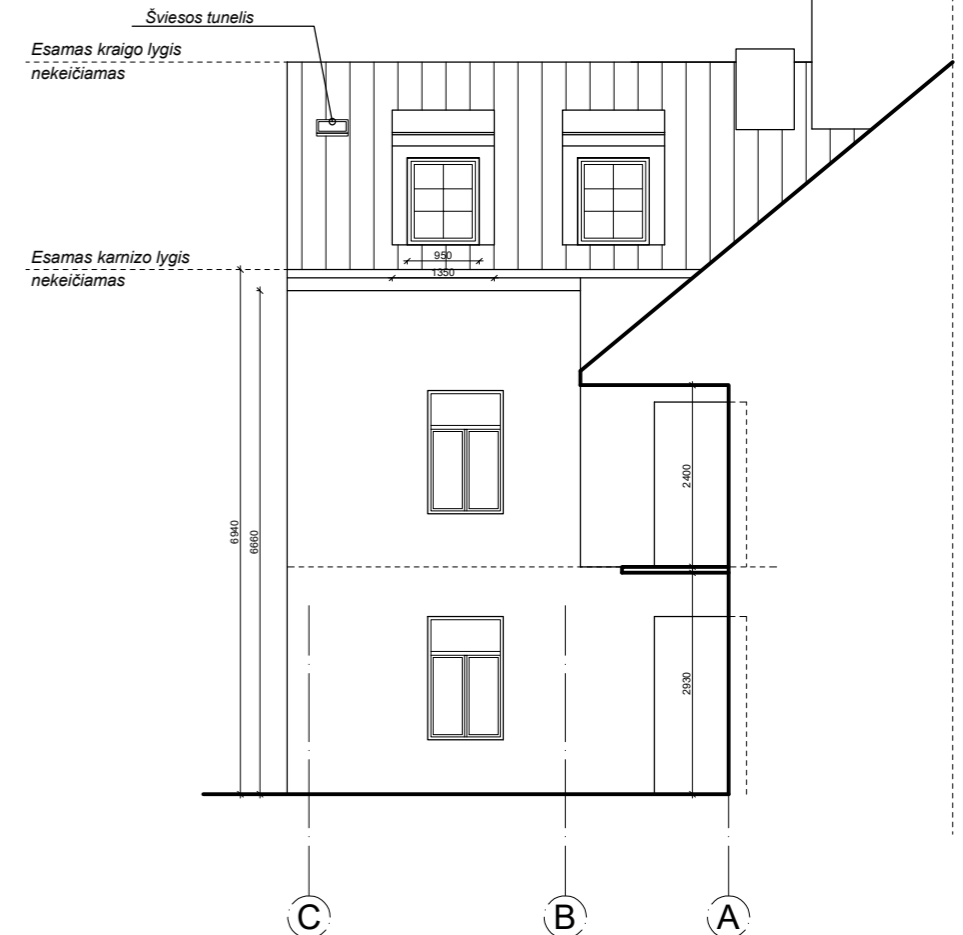 Šviesos tunelis
Esamas kraigo lygis
nekeičiamas
Esamas karnizo lygis
nekeičiamas
950
1350
2400
6940
6660
2930
C
B
A